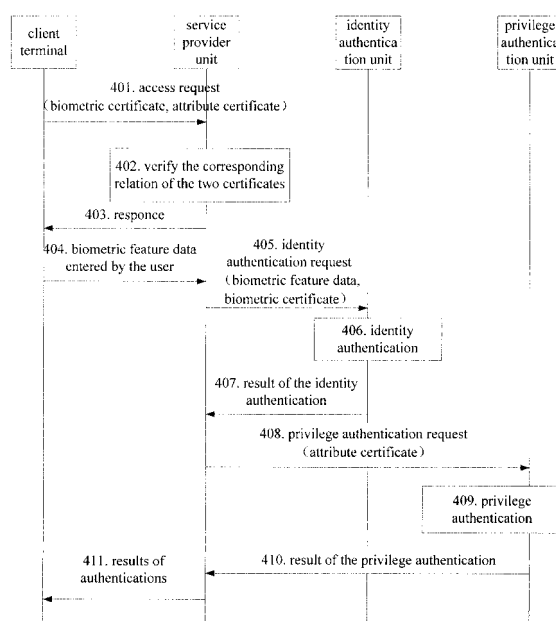 client
terminal
service
provider
unit
identity
authentica
tion unit
privilege
authentica
tion unit
401. access request
(biometric certificate, attribute certificate)
402. verify the corresponding
relation of the two certificates
403. responce
404. biometric feature data
entered by the user
405. identity
authentication request
(biometric feature data,
biometric certificate)
406. identity
authentication
407. result of the identity
authentication
408. privilege authentication request
(attribute certificate)
409. privilege
authentication
410. result of the privilege authentication
411. results of
authentications